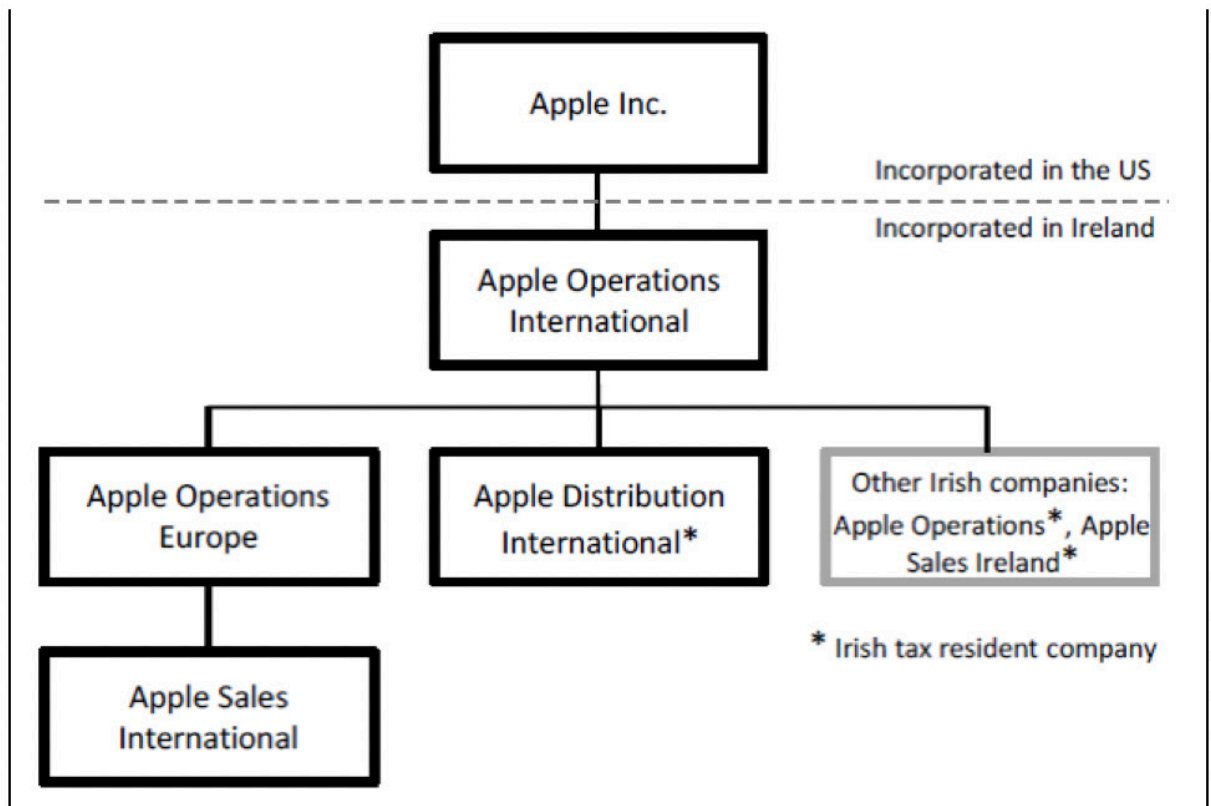 Apple Inc.
Incorporated in the US
Incorporated in Ireland
Apple Operations
International
Apple Operations
Europe
Apple Distribution
International*
Other Irish companies:
Apple Operations*, Apple
Sales Ireland*
* Irish tax resident company
Apple Sales
International